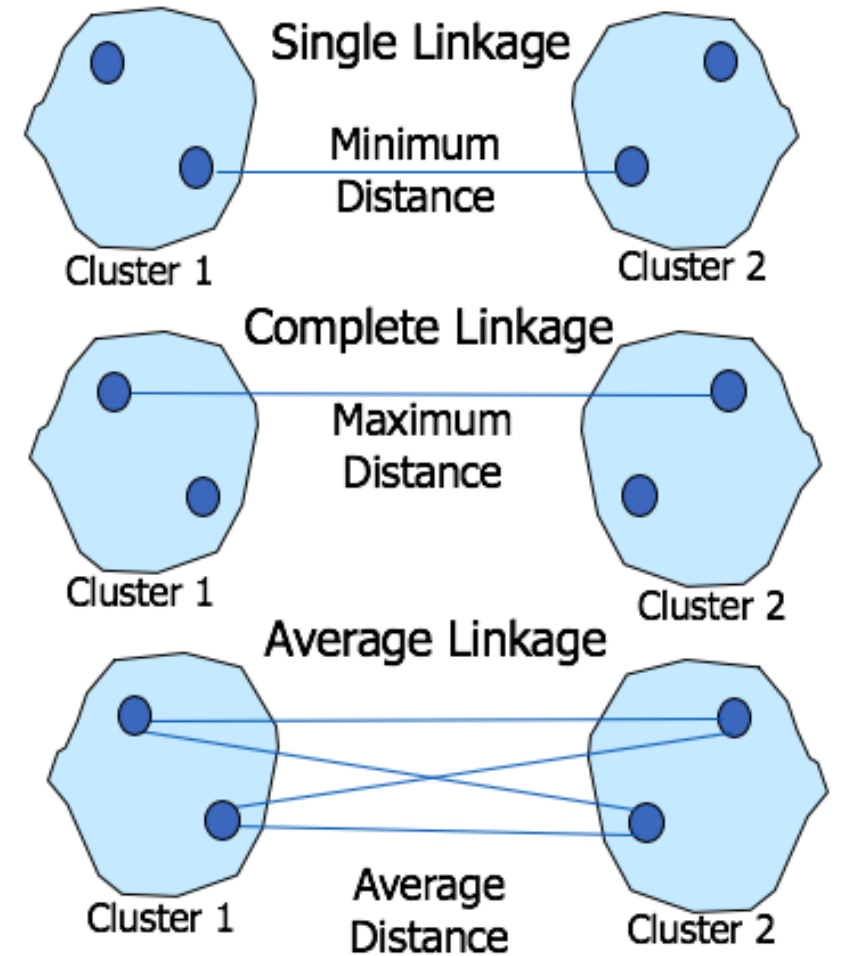 Single Linkage
Minimum
Distance
Cluster 1
Cluster 2
Complete Linkage
Maximum
Distance
Cluster 1
Cluster 2
Average Linkage
Average
Distance
Cluster 1
Cluster 2